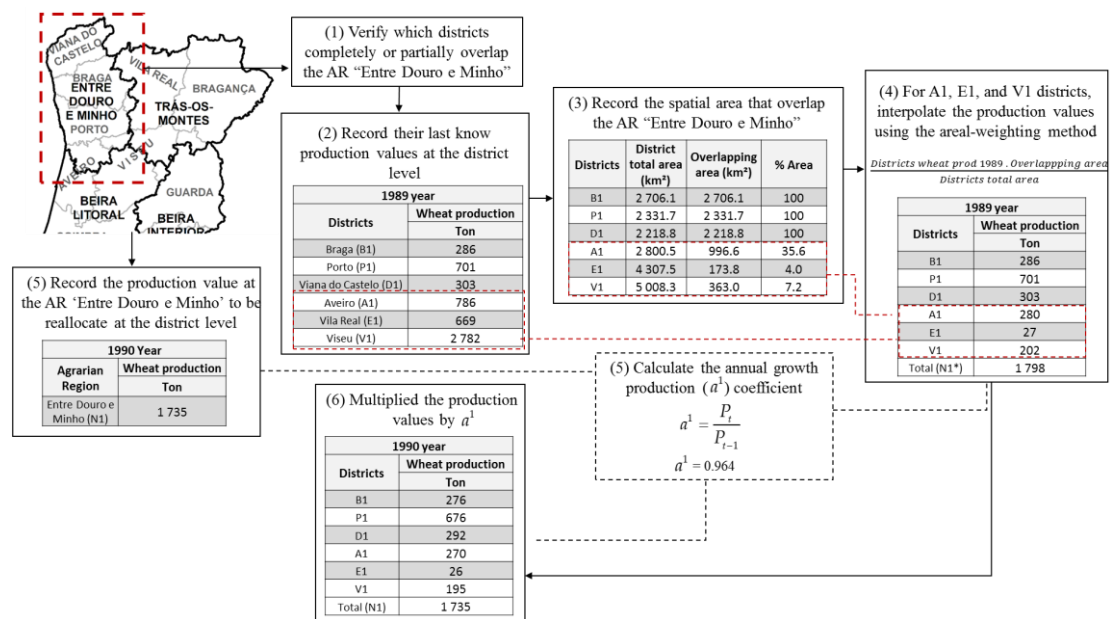 VIANA DO
CASTELO
BRAGA
ENTRE
DOURO
E MINHO
PORTO
VILA REAL
BRAGANÇA
TRÁS-OS-
MONTES
AVEIRO
VISEU
GUARDA
BEIRA
LITORAL
BEIRA
INTERIOR
(1) Verify which districts
completely or partially overlap
the AR “Entre Douro e Minho”
(2) Record their last know
production values at the district
level
1989 year
Districts
Wheat production
Ton
Braga (B1) 286
Porto (P1) 701
Viana do Castelo (D1) 303
Aveiro (A1) 786
Vila Real (E1) 669
Viseu (V1) 2 782
(3) Record the spatial area that overlap
the AR “Entre Douro e Minho”
Districts
District
total area
(km²)
Overlapping
area (km²)
% Area
B1 2 706.1 2 706.1 100
P1 2 331.7 2 331.7 100
D1 2 218.8 2 218.8 100
A1 2 800.5 996.6 35.6
E1 4 307.5 173.8 4.0
V1 5 008.3 363.0 7.2
(4) For A1, E1, and V1 districts,
interpolate the production values
using the areal-weighting method
Districts wheat prod 1989 . Overlappping area
Districts total area
1989 year
Districts
Wheat production
Ton
B1 286
P1 701
D1 303
A1 280
E1 27
V1 202
Total (N1*) 1 798
(5) Record the production value at
the AR ‘Entre Douro e Minho’ to be
reallocate at the district level
1990 Year
Agrarian
Region
Wheat production
Ton
Entre Douro e
Minho (N1)
1 735
(5) Calculate the annual growth
production (a¹) coefficient
a¹ = Pt / Pt-1
a¹ = 0.964
(6) Multiplied the production
values by a¹
1990 year
Districts
Wheat production
Ton
B1 276
P1 676
D1 292
A1 270
E1 26
V1 195
Total (N1) 1 735